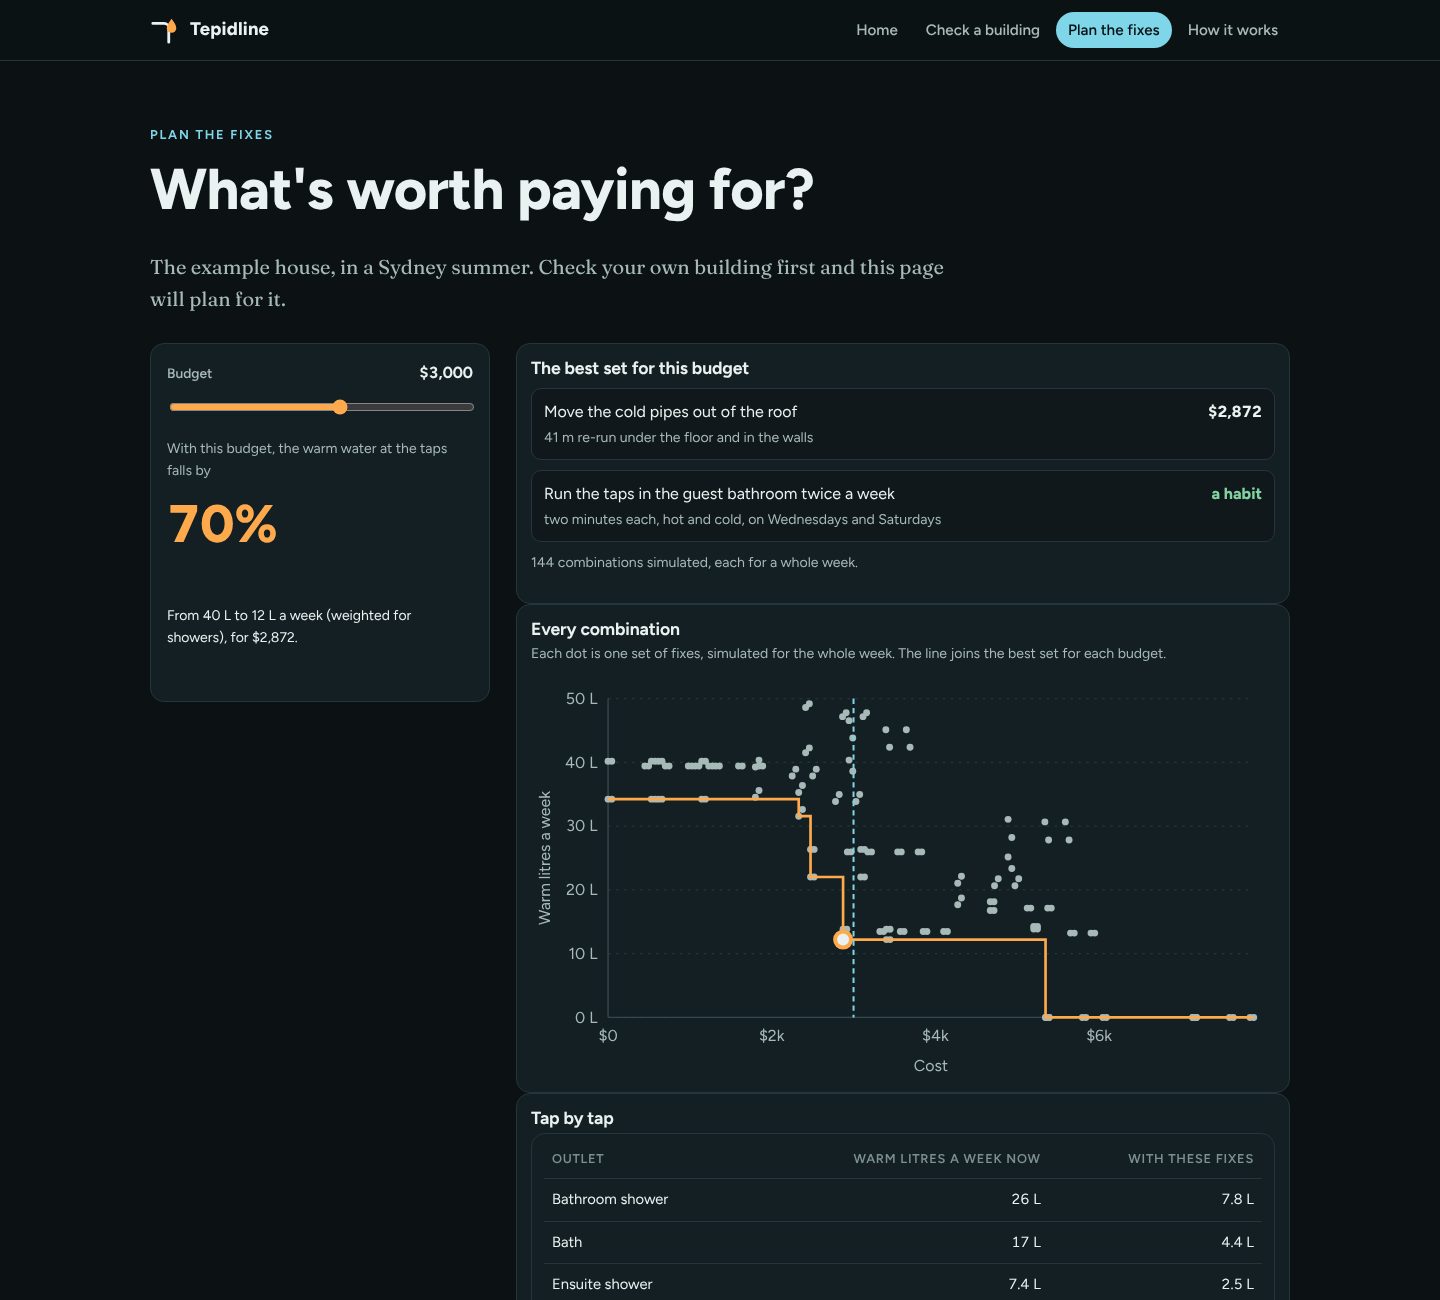 Tepidline
Home
Check a building
Plan the fixes
How it works
PLAN THE FIXES
What's worth paying for?
The example house, in a Sydney summer. Check your own building first and this page
will plan for it.
Budget
$3,000
With this budget, the warm water at the taps
falls by
70%
From 40 L to 12 L a week (weighted for
showers), for $2,872.
The best set for this budget
Move the cold pipes out of the roof
$2,872
41 m re-run under the floor and in the walls
Run the taps in the guest bathroom twice a week
a habit
two minutes each, hot and cold, on Wednesdays and Saturdays
144 combinations simulated, each for a whole week.
Every combination
Each dot is one set of fixes, simulated for the whole week. The line joins the best set for each budget.
Warm litres a week
50 L
40 L
30 L
20 L
10 L
0 L
$0
$2k
$4k
$6k
Cost
Tap by tap
OUTLET
WARM LITRES A WEEK NOW
WITH THESE FIXES
Bathroom shower
26 L
7.8 L
Bath
17 L
4.4 L
Ensuite shower
7.4 L
2.5 L